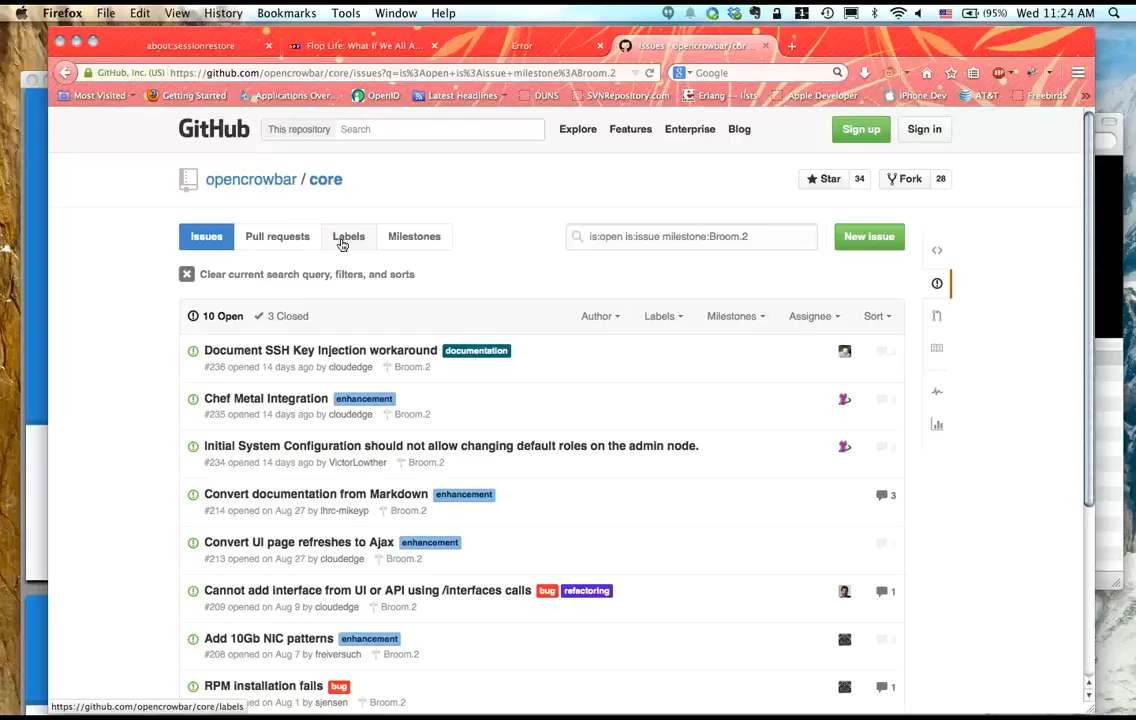 Firefox File Edit View History Bookmarks Tools Window Help (95%) Wed 11:24 AM
about:sessionrestore Flop Life: What If We All A... Error Issues · opencrowbar/cor...
GitHub, Inc. (US) https://github.com/opencrowbar/core/issues?q=is%3Aopen+is%3Aissue+milestone%3ABroom.2 Google
Most Visited Getting Started Applications Over... OpenID Latest Headlines DUNS SVNRepository.com Erlang — lists Apple Developer... iPhone Dev AT&T Freebirds
GitHub This repository Search Explore Features Enterprise Blog Sign up Sign in
opencrowbar / core Star 34 Fork 28
Issues Pull requests Labels Milestones is:open is:issue milestone:Broom.2 New issue
Clear current search query, filters, and sorts
10 Open 3 Closed Author Labels Milestones Assignee Sort
Document SSH Key Injection workaround documentation
#236 opened 14 days ago by cloudedge Broom.2
Chef Metal Integration enhancement
#235 opened 14 days ago by cloudedge Broom.2
Initial System Configuration should not allow changing default roles on the admin node.
#234 opened 14 days ago by VictorLowther Broom.2
Convert documentation from Markdown enhancement 3
#214 opened on Aug 27 by lhrc-mikeyp Broom.2
Convert UI page refreshes to Ajax enhancement
#213 opened on Aug 27 by cloudedge Broom.2
Cannot add interface from UI or API using /interfaces calls bug refactoring 1
#209 opened on Aug 9 by cloudedge Broom.2
Add 10Gb NIC patterns enhancement
#208 opened on Aug 7 by freiversuch Broom.2
RPM installation fails bug 1
ed on Aug 1 by sjensen Broom.2
https://github.com/opencrowbar/core/labels